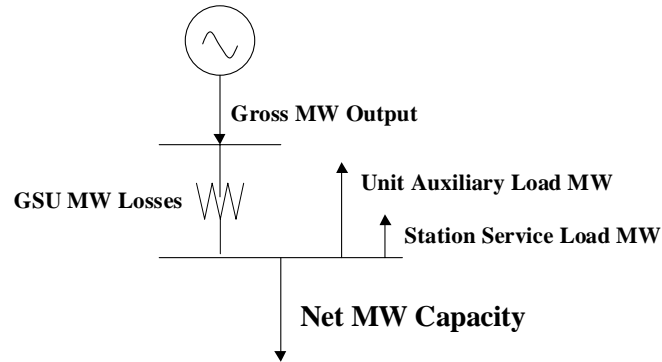 Gross MW Output
Unit Auxiliary Load MW
GSU MW Losses
Station Service Load MW
Net MW Capacity